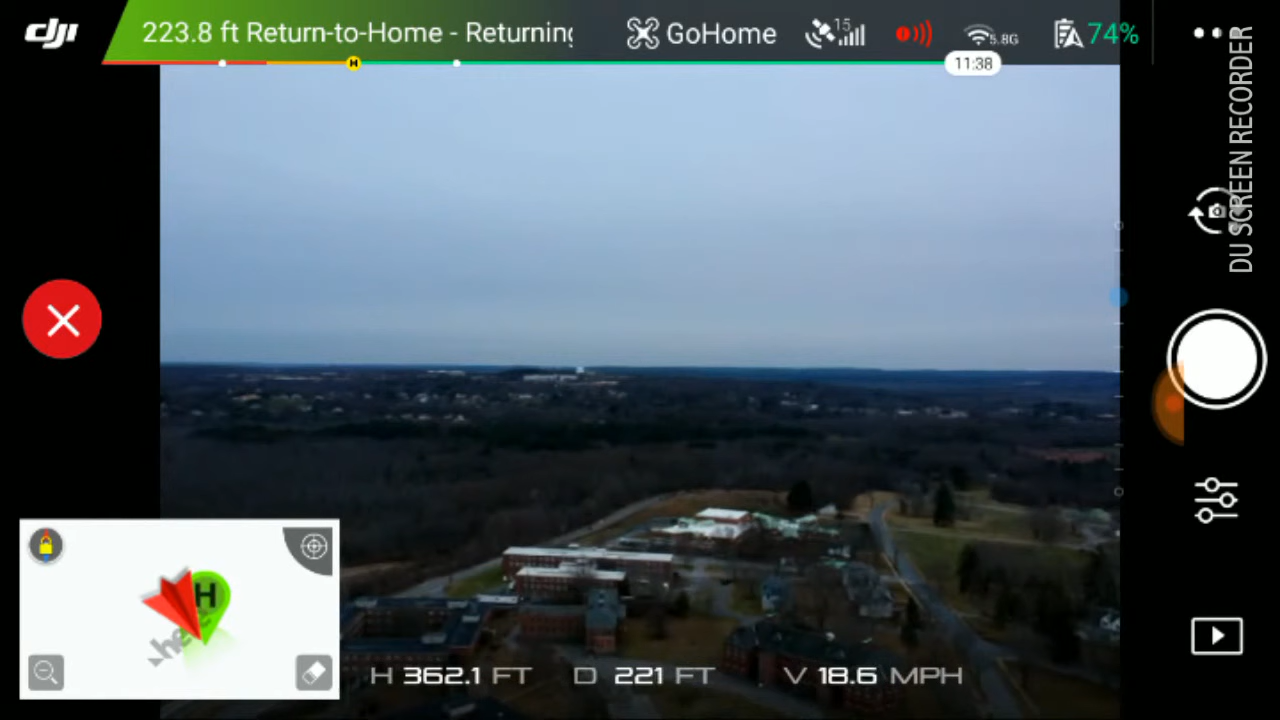 dji 223.8 ft Return-to-Home - Returning GoHome 15 5.8G 74%
H
11:38
DU SCREEN RECORDER
H
H 362.1 FT D 221 FT V 18.6 MPH